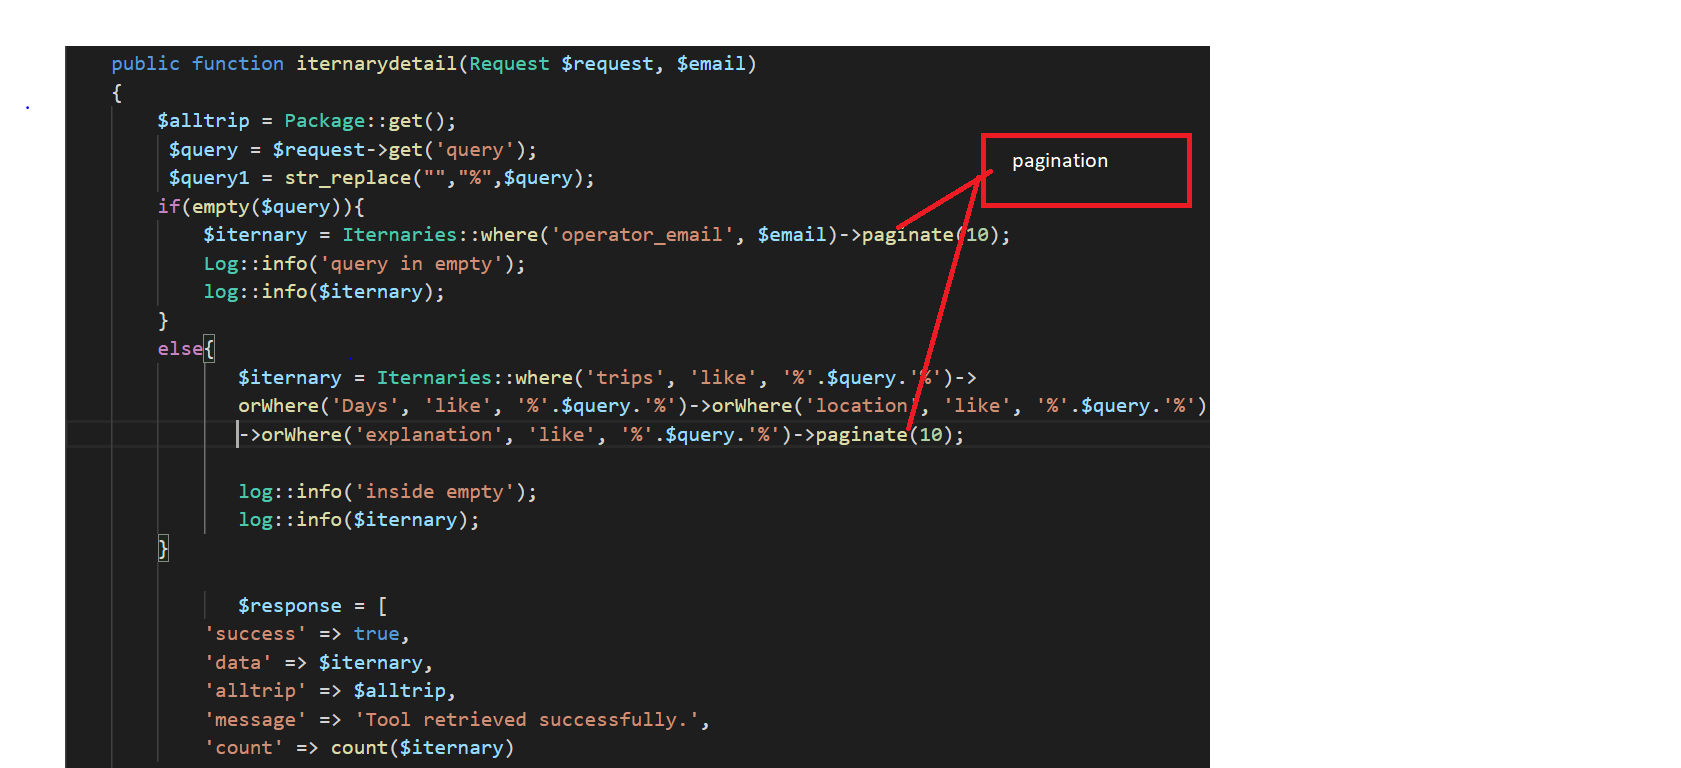 public function iternarydetail(Request $request, $email)
{
$alltrip = Package::get();
$query = $request->get('query');
$query1 = str_replace("","%",$query);
if(empty($query)){
$iternary = Iternaries::where('operator_email', $email)->paginate(10);
Log::info('query in empty');
log::info($iternary);
}
else{
$iternary = Iternaries::where('trips', 'like', '%'.$query.'%')->
orWhere('Days', 'like', '%'.$query.'%')->orWhere('location', 'like', '%'.$query.'%')
->orWhere('explanation', 'like', '%'.$query.'%')->paginate(10);
log::info('inside empty');
log::info($iternary);
}
$response = [
'success' => true,
'data' => $iternary,
'alltrip' => $alltrip,
'message' => 'Tool retrieved successfully.',
'count' => count($iternary)
pagination